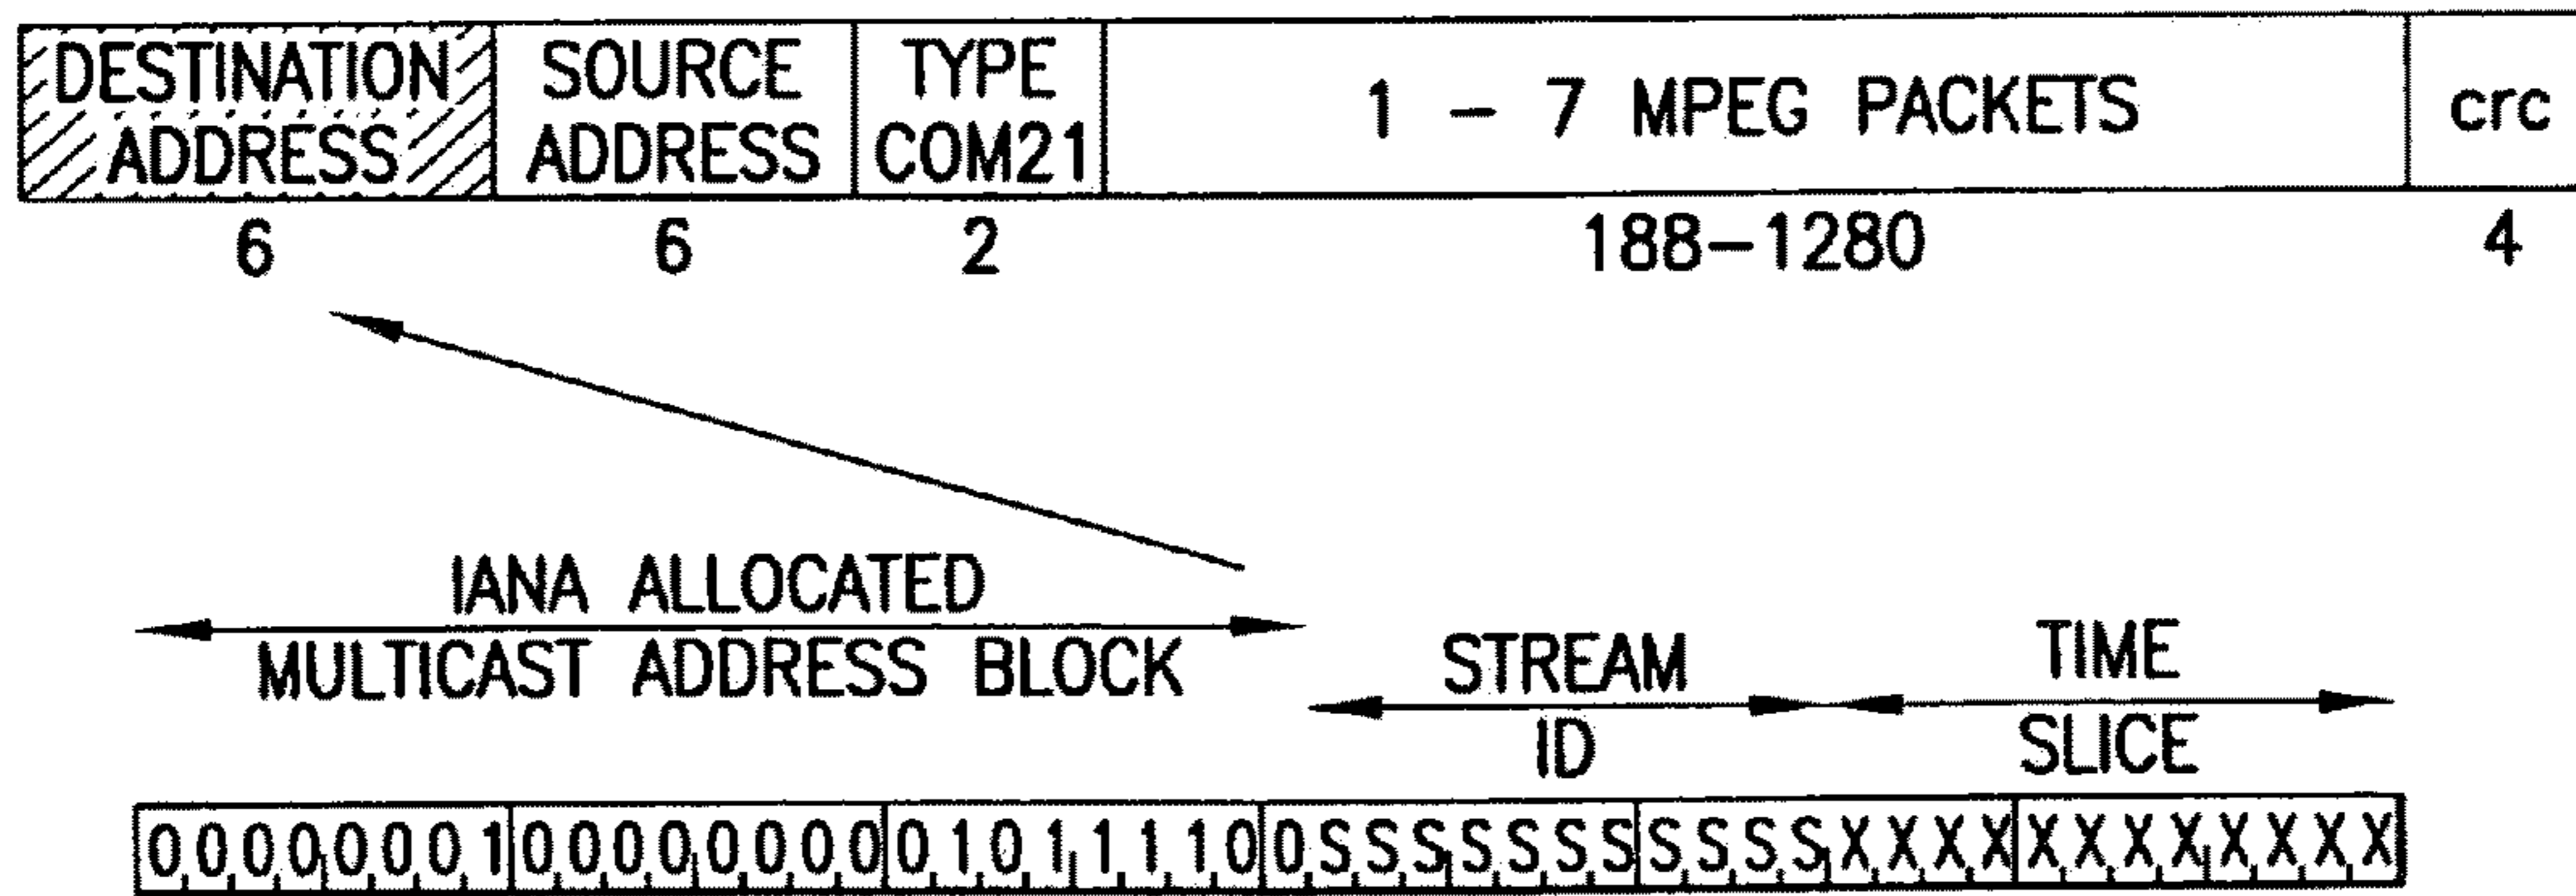 DESTINATION ADDRESS SOURCE ADDRESS TYPE COM21 1 – 7 MPEG PACKETS crc
6 6 2 188–1280 4
IANA ALLOCATED
MULTICAST ADDRESS BLOCK
STREAM
ID
TIME
SLICE
0 0 0 0 0 0 0 1 0 0 0 0 0 0 0 0 0 1 0 1 1 1 1 0 0 S S S S S S S S S S S X X X X X X X X X X X X